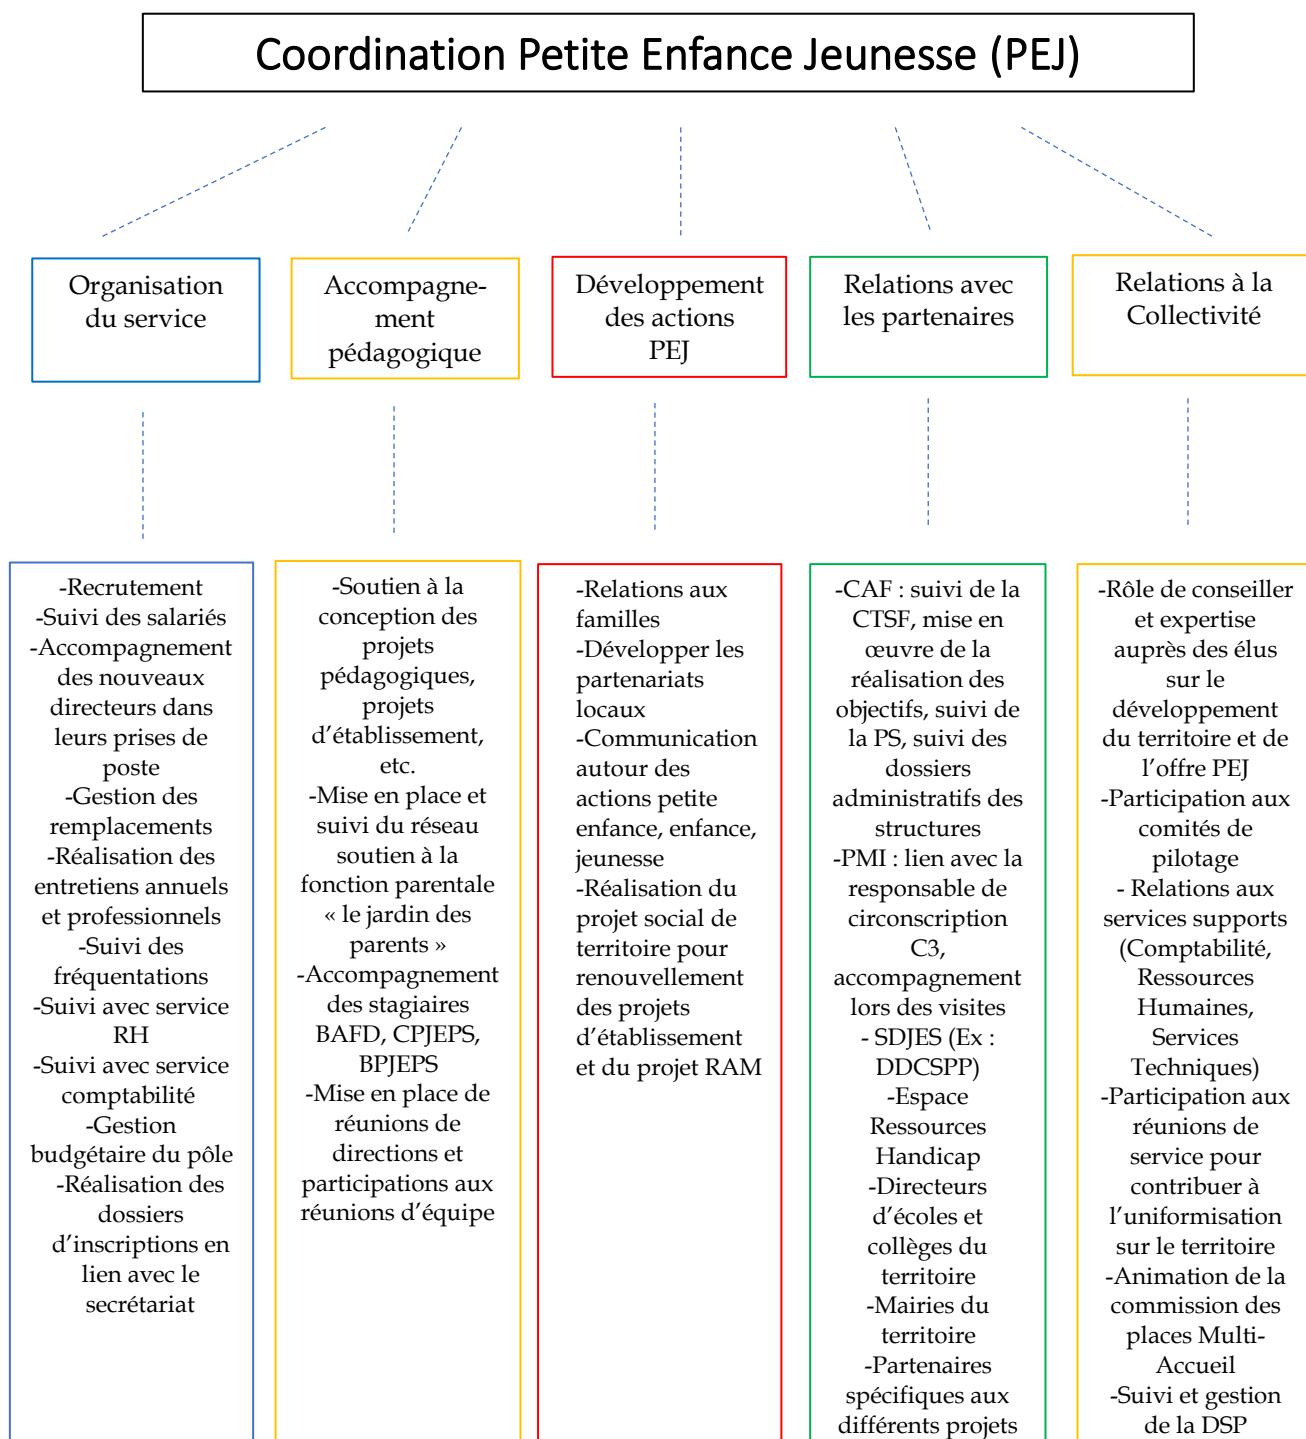 Coordination Petite Enfance Jeunesse (PEJ)
Organisation
du service
Accompagne-
ment
pédagogique
Développement
des actions
PEJ
Relations avec
les partenaires
Relations à la
Collectivité
-Recrutement
-Suivi des salariés
-Accompagnement
des nouveaux
directeurs dans
leurs prises de
poste
-Gestion des
remplacements
-Réalisation des
entretiens annuels
et professionnels
-Suivi des
fréquentations
-Suivi avec service
RH
-Suivi avec service
comptabilité
-Gestion
budgétaire du pôle
-Réalisation des
dossiers
d’inscriptions en
lien avec le
secrétariat
-Soutien à la
conception des
projets
pédagogiques,
projets
d’établissement,
etc.
-Mise en place et
suivi du réseau
soutien à la
fonction parentale
« le jardin des
parents »
-Accompagnement
des stagiaires
BAFD, CPJEPS,
BPJEPS
-Mise en place de
réunions de
directions et
participations aux
réunions d’équipe
-Relations aux
familles
-Développer les
partenariats
locaux
-Communication
autour des
actions petite
enfance, enfance,
jeunesse
-Réalisation du
projet social de
territoire pour
renouvellement
des projets
d’établissement
et du projet RAM
-CAF : suivi de la
CTSF, mise en
œuvre de la
réalisation des
objectifs, suivi de
la PS, suivi des
dossiers
administratifs des
structures
-PMI : lien avec la
responsable de
circonscription
C3,
accompagnement
lors des visites
- SDJES (Ex :
DDCSPP)
-Espace
Ressources
Handicap
-Directeurs
d’écoles et
collèges du
territoire
-Mairies du
territoire
-Partenaires
spécifiques aux
différents projets
-Rôle de conseiller
et expertise
auprès des élus
sur le
développement
du territoire et de
l’offre PEJ
-Participation aux
comités de
pilotage
- Relations aux
services supports
(Comptabilité,
Ressources
Humaines,
Services
Techniques)
-Participation aux
réunions de
service pour
contribuer à
l’uniformisation
sur le territoire
-Animation de la
commission des
places Multi-
Accueil
-Suivi et gestion
de la DSP